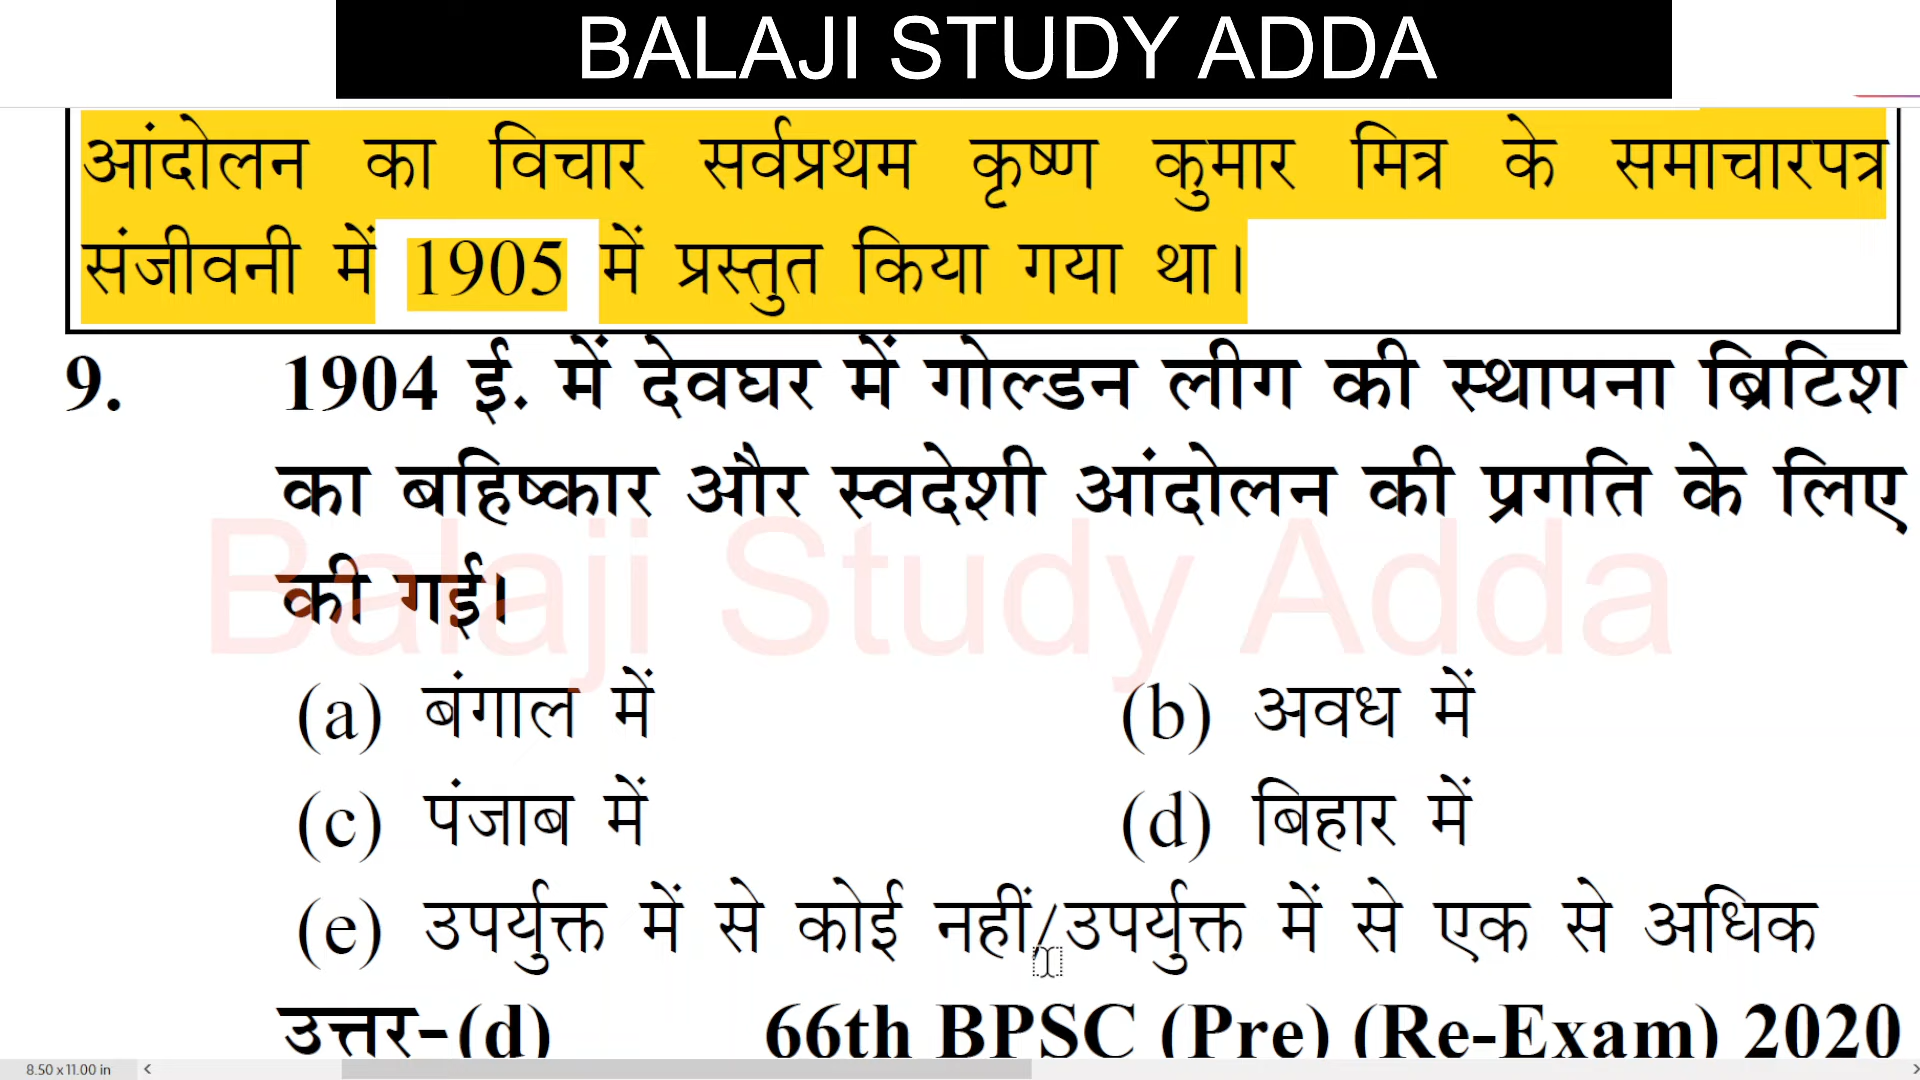 BALAJI STUDY ADDA
आंदोलन का विचार सर्वप्रथम कृष्ण कुमार मित्र के समाचारपत्र
संजीवनी में 1905 में प्रस्तुत किया गया था।
9. 1904 ई. में देवघर में गोल्डन लीग की स्थापना ब्रिटिश
का बहिष्कार और स्वदेशी आंदोलन की प्रगति के लिए
की गई।
Balaji Study Adda
(a) बंगाल में (b) अवध में
(c) पंजाब में (d) बिहार में
(e) उपर्युक्त में से कोई नहीं/उपर्युक्त में से एक से अधिक
उत्तर-(d) 66th BPSC (Pre) (Re-Exam) 2020
8.50 x 11.00 in